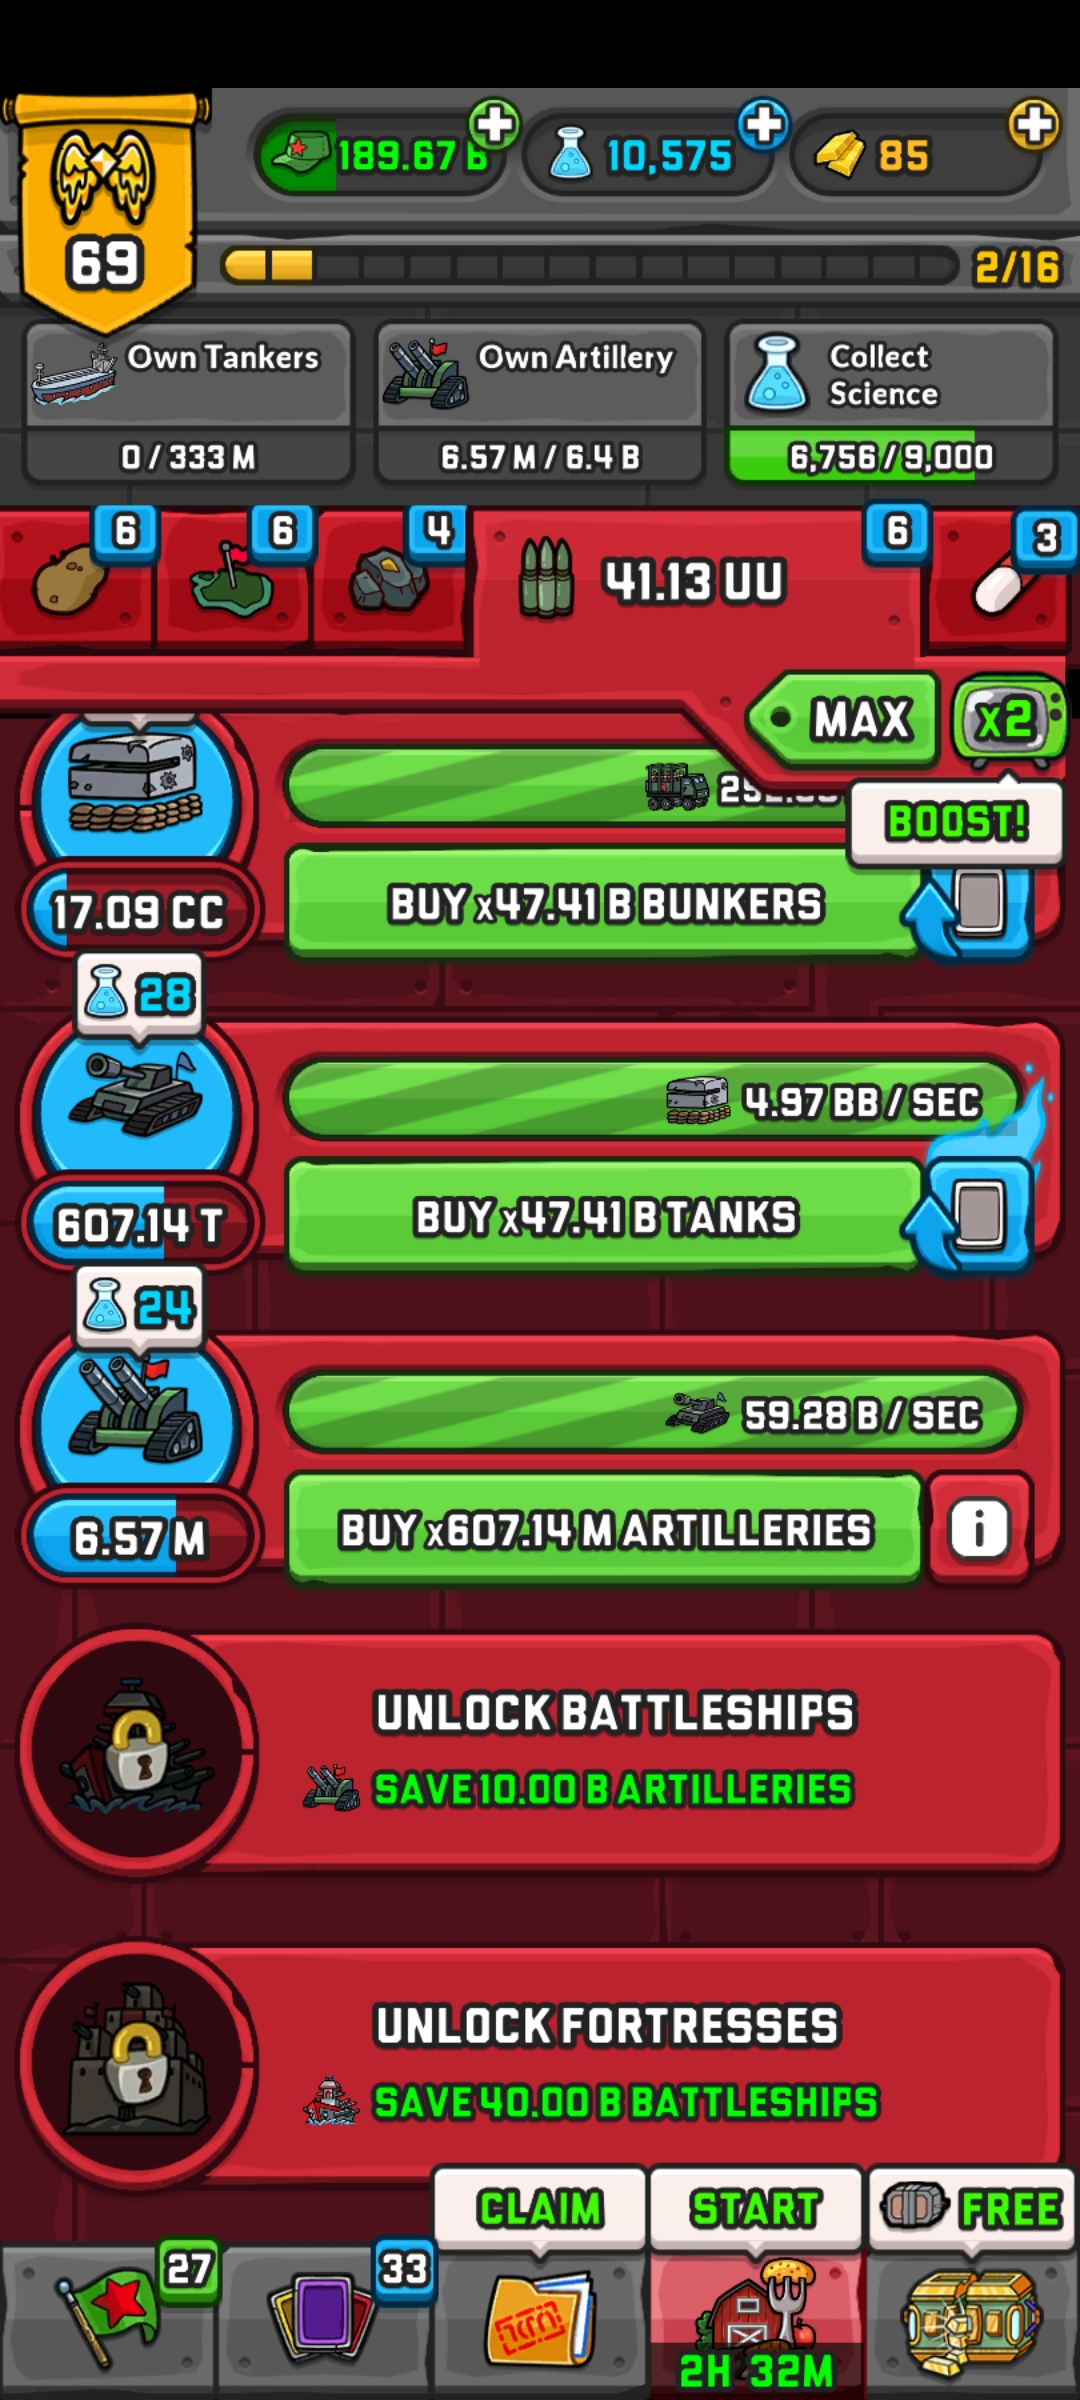 189.67 B
10,575
85
69
2/16
Own Tankers
0 / 333 M
Own Artillery
6.57 M / 6.4 B
Collect
Science
6,756 / 9,000
6
6
4
41.13 UU
6
3
MAX
x2
BOOST!
17.09 CC
BUY x47.41 B BUNKERS
28
4.97 BB / SEC
607.14 T
BUY x47.41 B TANKS
24
59.28 B / SEC
6.57 M
BUY x607.14 M ARTILLERIES
i
UNLOCK BATTLESHIPS
SAVE 10.00 B ARTILLERIES
UNLOCK FORTRESSES
SAVE 40.00 B BATTLESHIPS
CLAIM
START
FREE
27
33
2H 32M